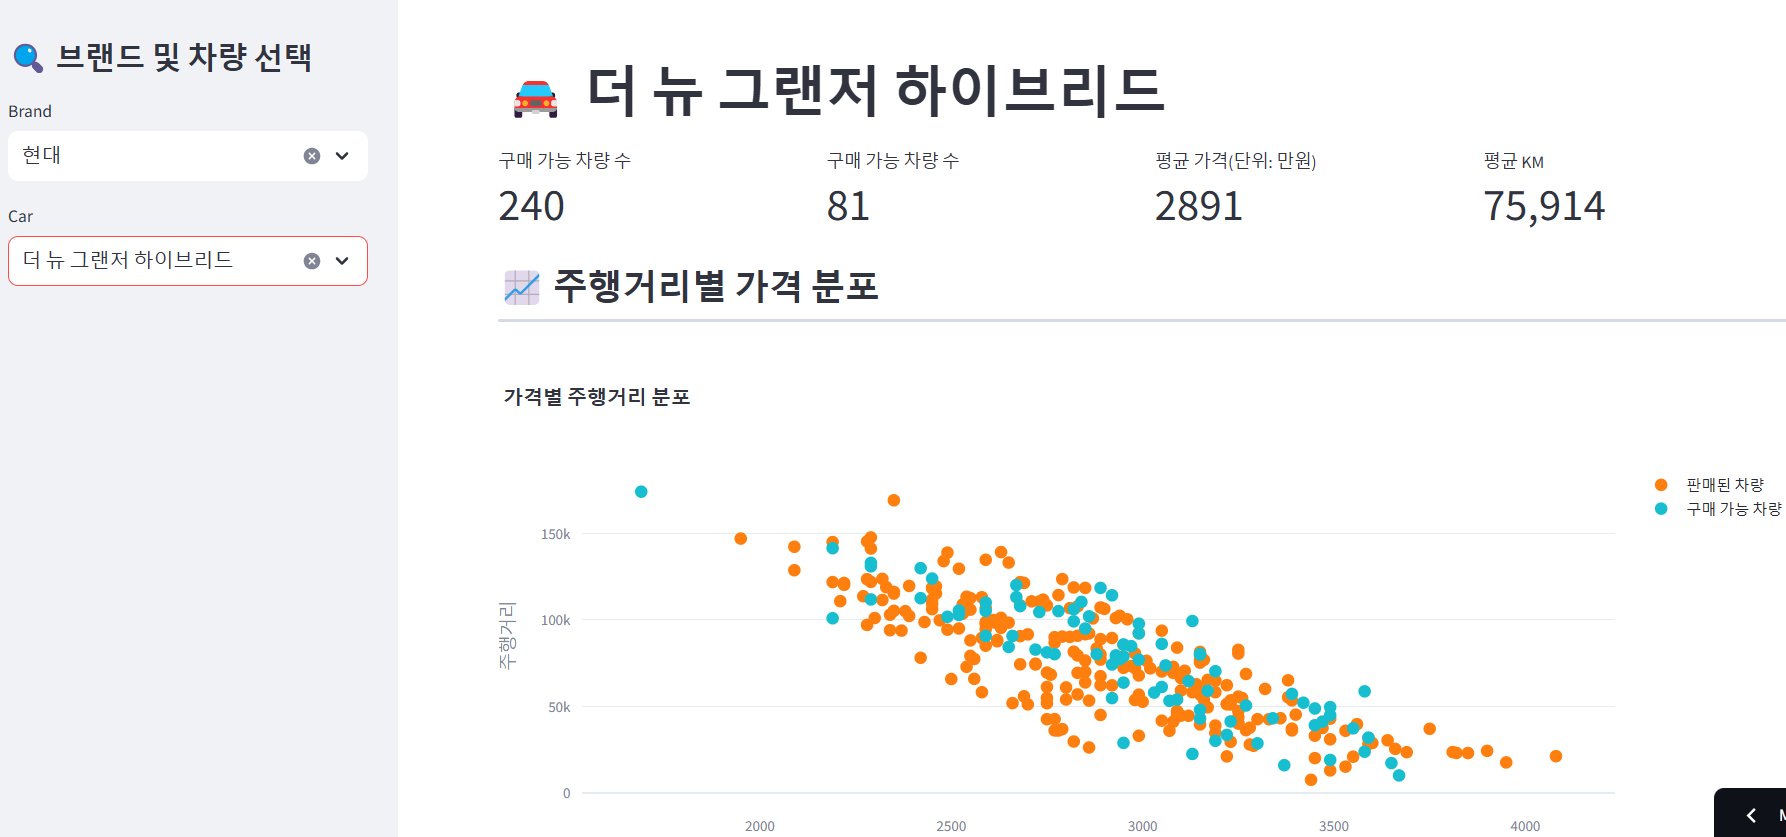 브랜드 및 차량 선택
Brand
현대
Car
더 뉴 그랜저 하이브리드
더 뉴 그랜저 하이브리드
구매 가능 차량 수
240
구매 가능 차량 수
81
평균 가격(단위: 만원)
2891
평균 KM
75,914
주행거리별 가격 분포
가격별 주행거리 분포
판매된 차량
구매 가능 차량
주행거리
150k
100k
50k
0
2000
2500
3000
3500
4000